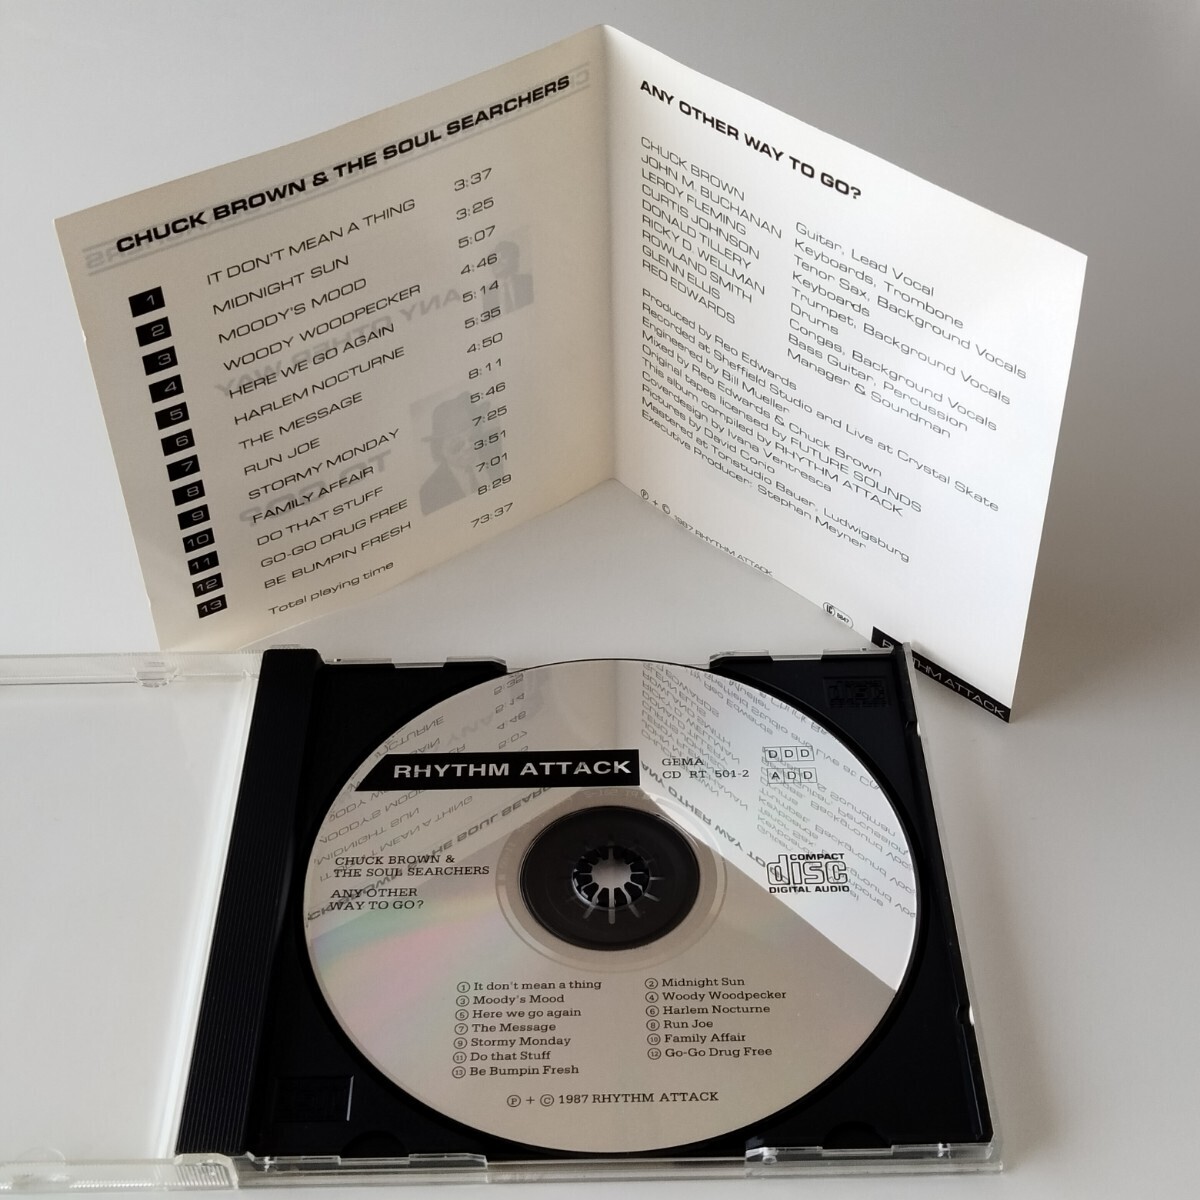 CHUCK BROWN & THE SOUL SEARCHERS
1 IT DON'T MEAN A THING 3:37
2 MIDNIGHT SUN 3:25
3 MOODY'S MOOD 5:07
4 WOODY WOODPECKER 4:46
5 HERE WE GO AGAIN 5:14
6 HARLEM NOCTURNE 5:35
7 THE MESSAGE 4:50
8 RUN JOE 8:11
9 STORMY MONDAY 5:46
10 FAMILY AFFAIR 7:25
11 DO THAT STUFF 3:51
12 GO-GO DRUG FREE 7:01
13 BE BUMPIN FRESH 8:29
Total playing time 73:37
ANY OTHER WAY TO GO?
CHUCK BROWN Guitar, Lead Vocal
JOHN M. BUCHANAN Keyboards, Trombone
LEROY FLEMING Tenor Sax, Background Vocals
CURTIS JOHNSON Keyboards
DONALD TILLERY Trumpet, Background Vocals
RICKY D. WELLMAN Drums
ROWLAND SMITH Congas, Background Vocals
GLENN ELLIS Bass Guitar, Percussion
REO EDWARDS Manager & Soundman
Produced by Reo Edwards
Recorded at Sheffield Studio and Live at Crystal Skate
Engineered by Bill Mueller
Mixed by Reo Edwards & Chuck Brown
Original tapes licensed by FUTURE SOUNDS
This album compiled by RHYTHM ATTACK
Coverdesign by Ivana Ventresca
Pictures by David Corio
Mastered at Tonstudio Bauer, Ludwigsburg
Executive Producer: Stephan Meyner
℗ + © 1987 RHYTHM ATTACK
RHYTHM ATTACK
RHYTHM ATTACK
GEMA
CD RT 501-2
DDD
ADD
CHUCK BROWN &
THE SOUL SEARCHERS
ANY OTHER
WAY TO GO?
COMPACT
disc
DIGITAL AUDIO
① It don't mean a thing ② Midnight Sun
③ Moody's Mood ④ Woody Woodpecker
⑤ Here we go again ⑥ Harlem Nocturne
⑦ The Message ⑧ Run Joe
⑨ Stormy Monday ⑩ Family Affair
⑪ Do that Stuff ⑫ Go-Go Drug Free
⑬ Be Bumpin Fresh
℗ + © 1987 RHYTHM ATTACK